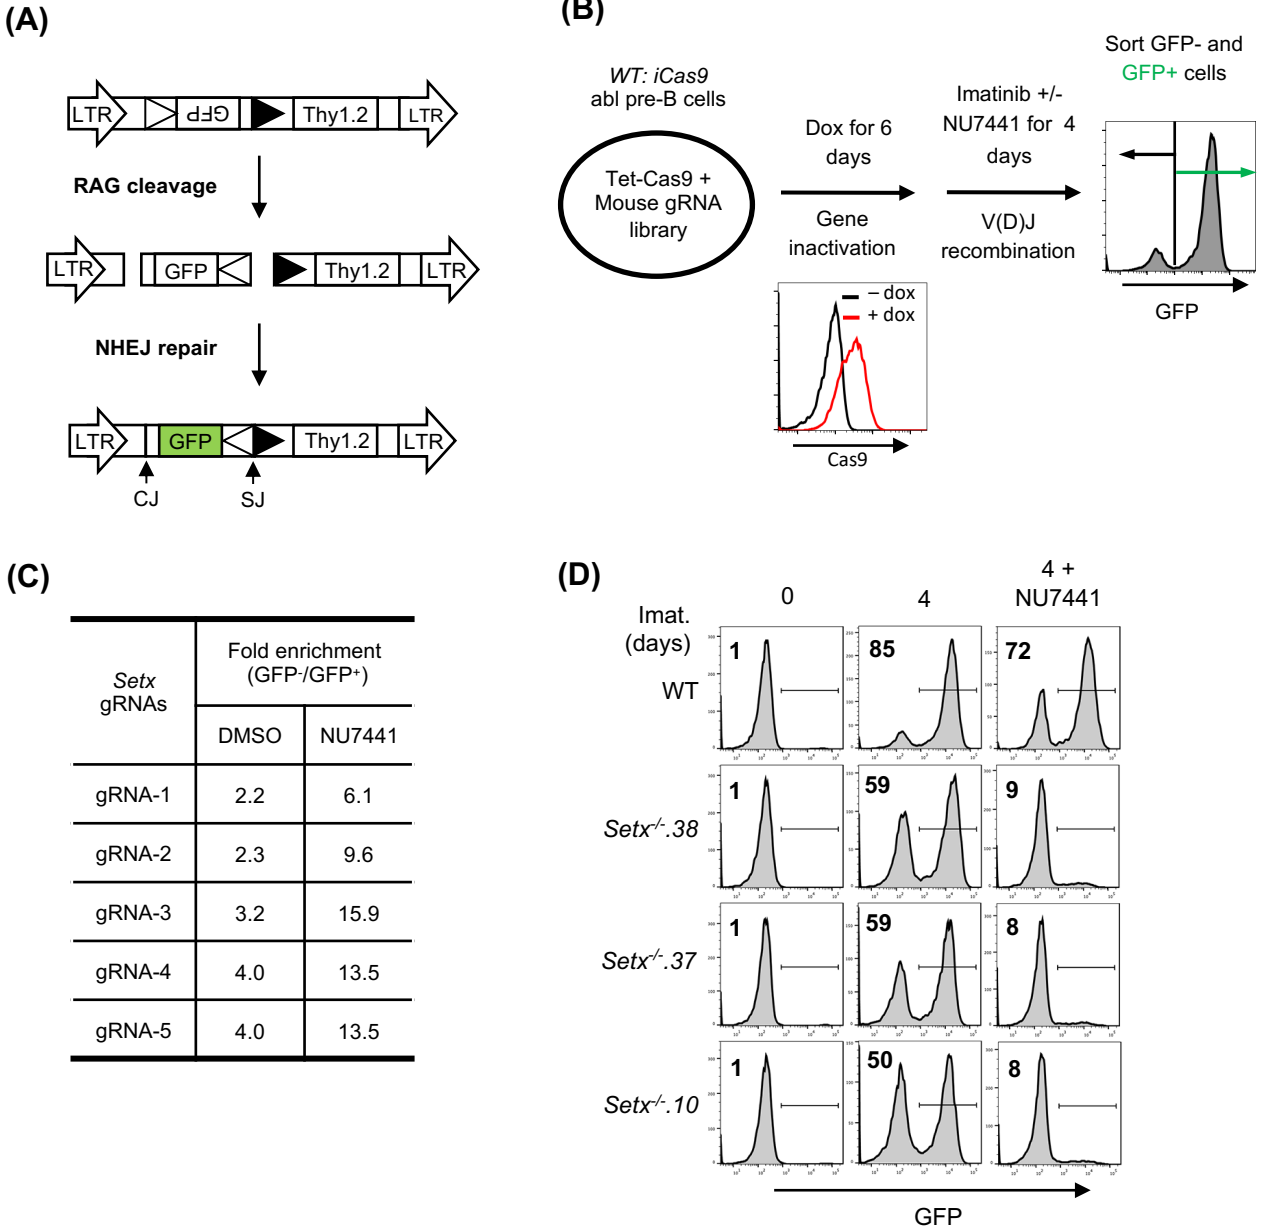 (A)
LTR GFP Thy1.2 LTR
RAG cleavage
LTR GFP Thy1.2 LTR
NHEJ repair
LTR GFP Thy1.2 LTR
CJ SJ
(B)
WT: iCas9
abl pre-B cells
Tet-Cas9 +
Mouse gRNA
library
Dox for 6
days
Gene
inactivation
– dox
+ dox
Cas9
Imatinib +/-
NU7441 for 4
days
V(D)J
recombination
Sort GFP- and
GFP+ cells
GFP
(C)
Setx
gRNAs
Fold enrichment
(GFP-/GFP+)
DMSO NU7441
gRNA-1 2.2 6.1
gRNA-2 2.3 9.6
gRNA-3 3.2 15.9
gRNA-4 4.0 13.5
gRNA-5 4.0 13.5
(D)
Imat.
(days)
0 4 4 +
NU7441
WT 1 85 72
Setx-/-.38 1 59 9
Setx-/-.37 1 59 8
Setx-/-.10 1 50 8
GFP